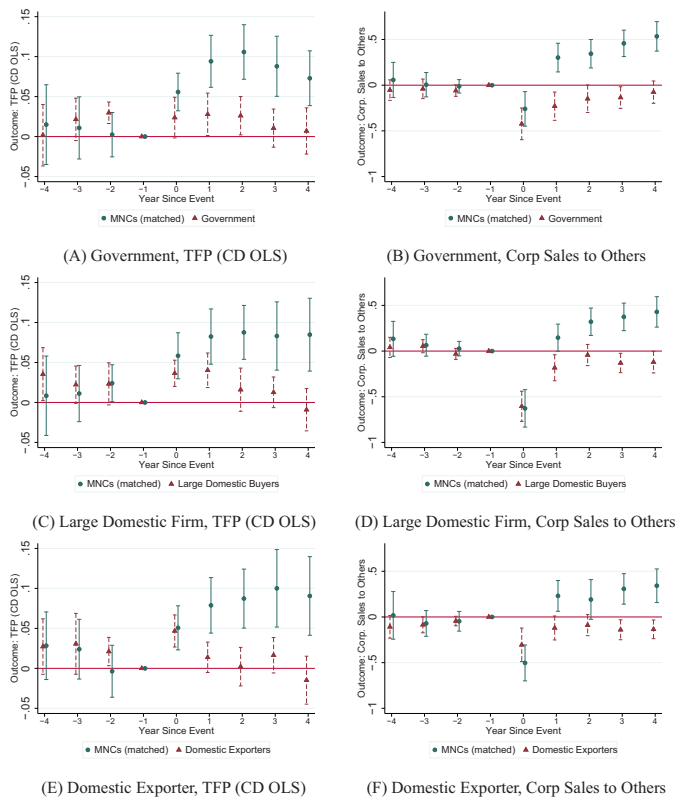 Outcome: TFP (CD OLS)
.15
.1
.05
0
-.05
-4 -3 -2 -1 0 1 2 3 4
Year Since Event
MNCs (matched) Government
(A) Government, TFP (CD OLS)
Outcome: Corp. Sales to Others
.5
0
-.5
-1
-4 -3 -2 -1 0 1 2 3 4
Year Since Event
MNCs (matched) Government
(B) Government, Corp Sales to Others
Outcome: TFP (CD OLS )
.15
.1
.05
0
-.05
-4 -3 -2 -1 0 1 2 3 4
Year Since Event
MNCs (matched) Large Domestic Buyers
(C) Large Domestic Firm, TFP (CD OLS)
Outcome: Corp. Sales to Others
.5
0
-.5
-1
-4 -3 -2 -1 0 1 2 3 4
Year Since Event
MNCs (matched) Large Domestic Buyers
(D) Large Domestic Firm, Corp Sales to Others
Outcome: TFP (CD OLS )
.15
.1
.05
0
-.05
-4 -3 -2 -1 0 1 2 3 4
Year Since Event
MNCs (matched) Domestic Exporters
(E) Domestic Exporter, TFP (CD OLS)
Outcome: Corp. Sales to Others
.5
0
-.5
-1
-4 -3 -2 -1 0 1 2 3 4
Year Since Event
MNCs (matched) Domestic Exporters
(F) Domestic Exporter, Corp Sales to Others